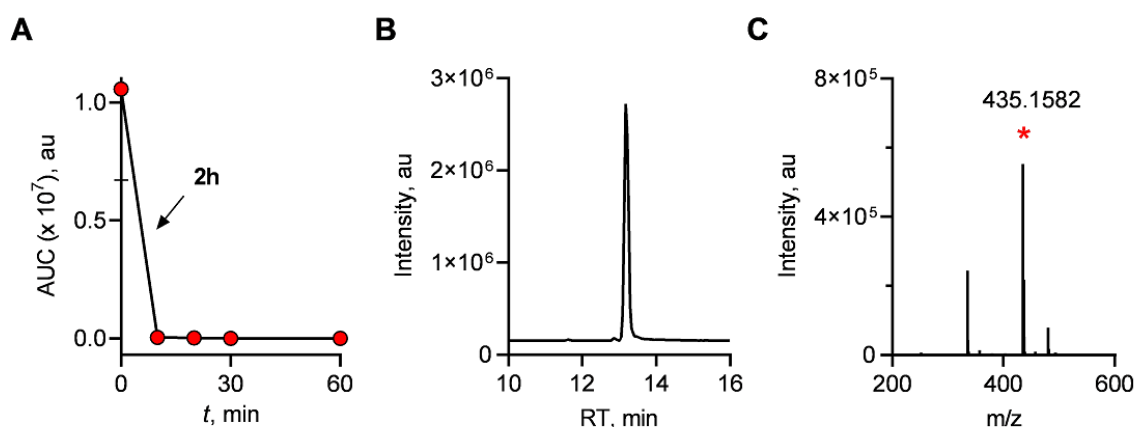 A
AUC (x 10⁷), au
1.0
0.5
0.0
2h
0
30
60
t, min
B
Intensity, au
3×10⁶
2×10⁶
1×10⁶
0
10
12
14
16
RT, min
C
Intensity, au
8×10⁵
4×10⁵
0
435.1582
*
200
400
600
m/z